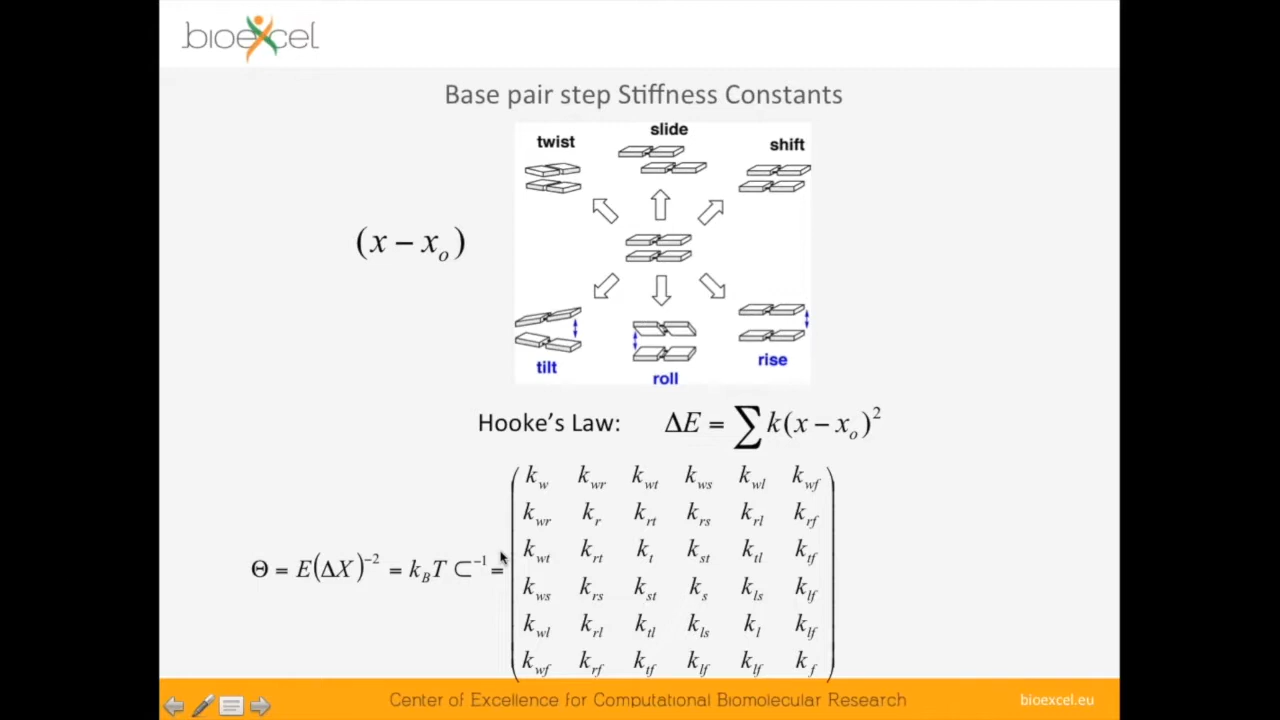 bioexcel
Base pair step Stiffness Constants
twist slide shift
(x – x_o)
tilt roll rise
Hooke's Law: ΔE = ∑ k(x – x_o)²
k_w k_wr k_wt k_ws k_wl k_wf
k_wr k_r k_rt k_rs k_rl k_rf
k_wt k_rt k_t k_st k_tl k_tf
Θ = E(ΔX)⁻² = k_B T ⊂⁻¹ =
k_ws k_rs k_st k_s k_ls k_lf
k_wl k_rl k_tl k_ls k_l k_lf
k_wf k_rf k_tf k_lf k_lf k_f
Center of Excellence for Computational Biomolecular Research
bioexcel.eu